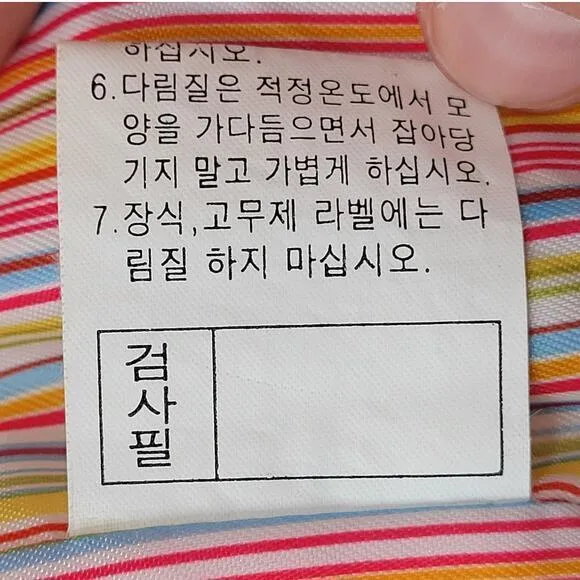 하십시오.
6.다림질은 적정온도에서 모
양을 가다듬으면서 잡아당
기지 말고 가볍게 하십시오.
7.장식,고무제 라벨에는 다
림질 하지 마십시오.
검
사
필